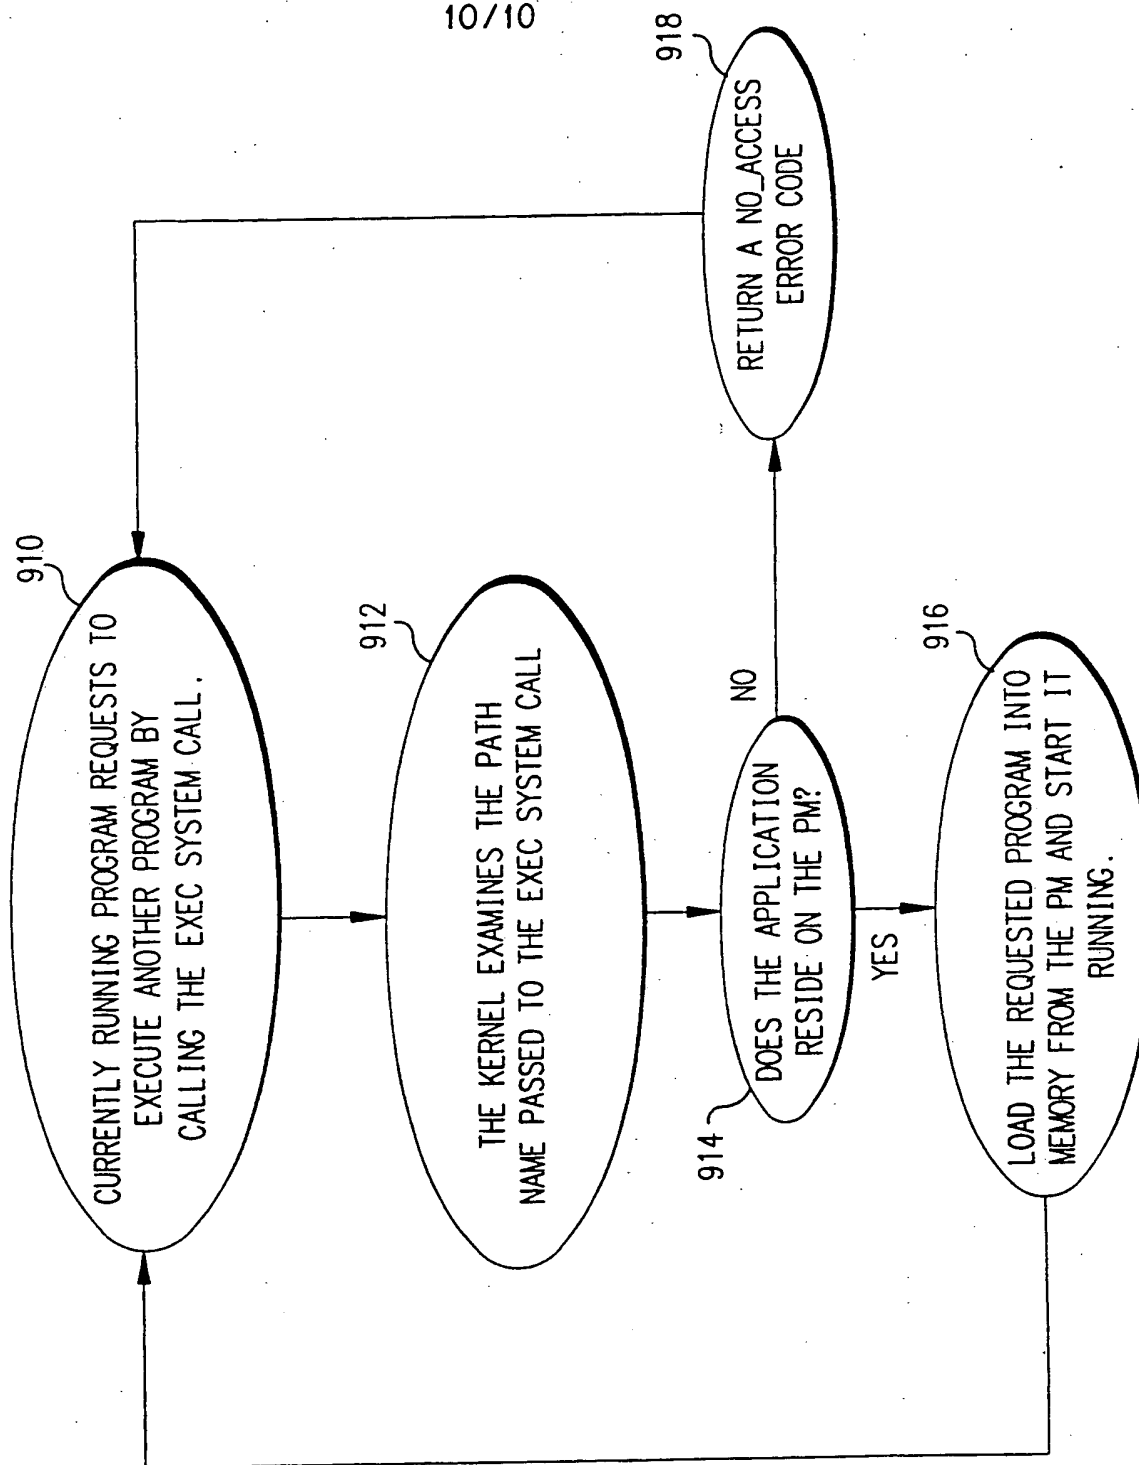 10/10
910
CURRENTLY RUNNING PROGRAM REQUESTS TO
EXECUTE ANOTHER PROGRAM BY
CALLING THE EXEC SYSTEM CALL.
912
THE KERNEL EXAMINES THE PATH
NAME PASSED TO THE EXEC SYSTEM CALL
914
DOES THE APPLICATION
RESIDE ON THE PM?
NO
918
RETURN A NO_ACCESS
ERROR CODE
YES
916
LOAD THE REQUESTED PROGRAM INTO
MEMORY FROM THE PM AND START IT
RUNNING.